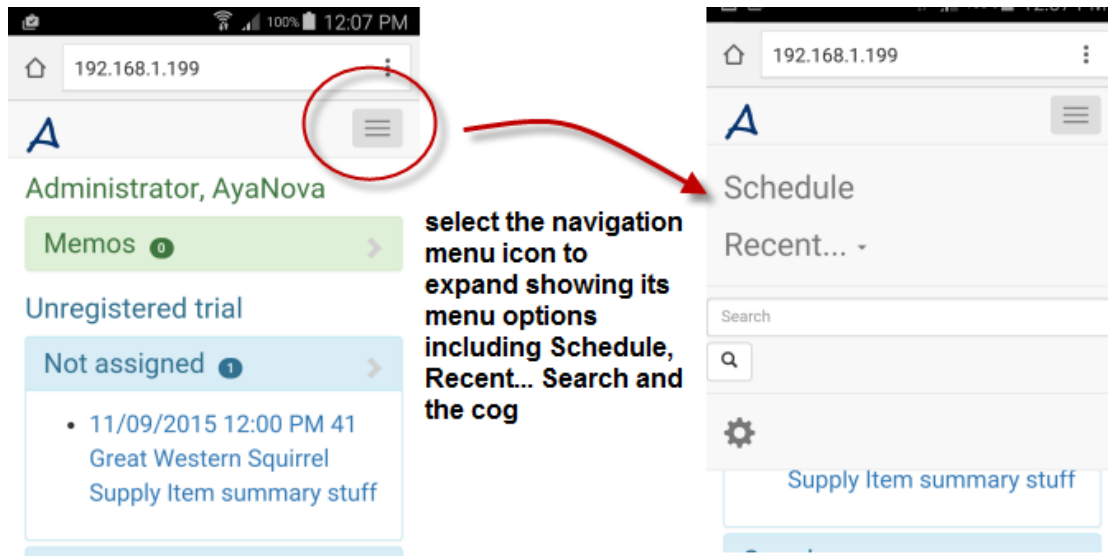 100% 12:07 PM
192.168.1.199
A
Administrator, AyaNova
Memos 0
Unregistered trial
Not assigned 1
• 11/09/2015 12:00 PM 41
Great Western Squirrel
Supply Item summary stuff
select the navigation
menu icon to
expand showing its
menu options
including Schedule,
Recent... Search and
the cog
192.168.1.199
A
Schedule
Recent...
Search
Supply Item summary stuff